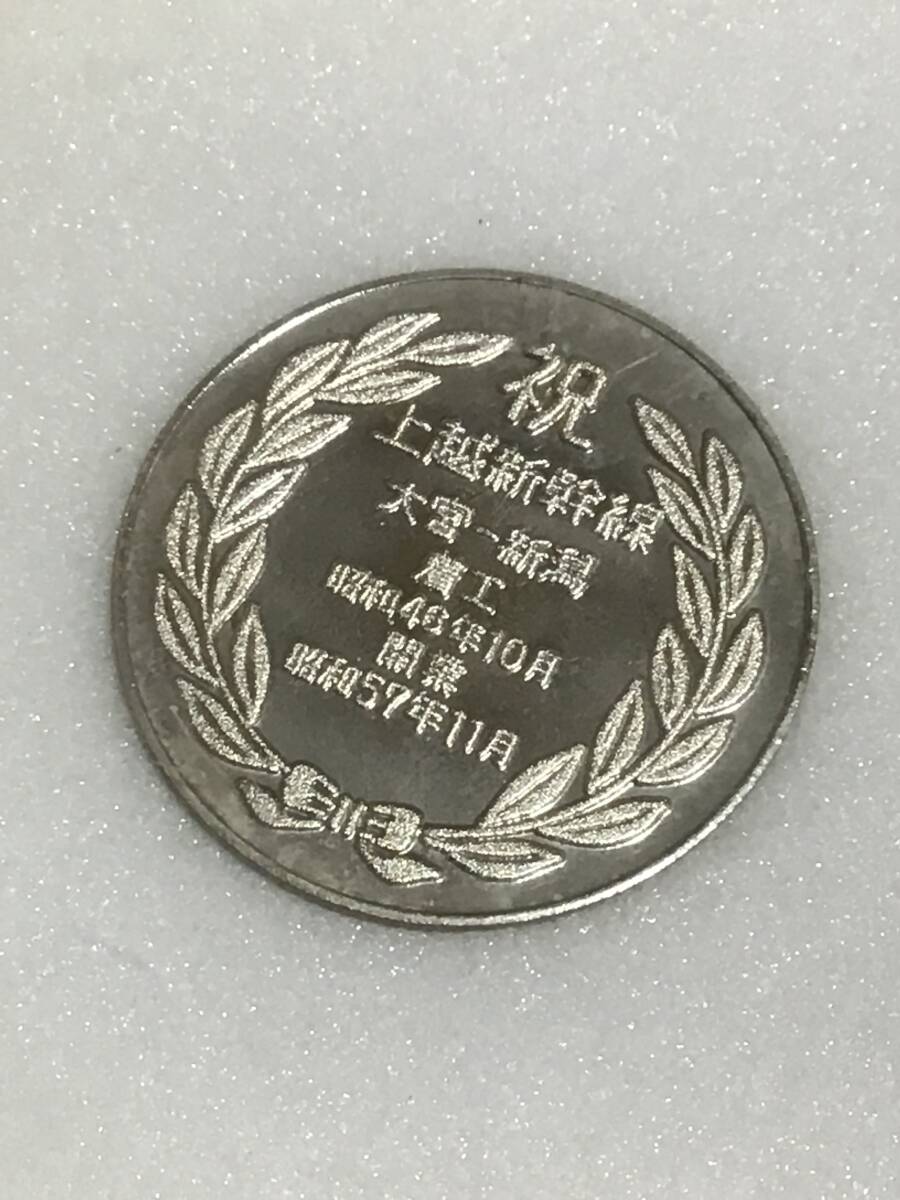 祝
上越新幹線
大宮－新潟
着工
昭和46年10月
開業
昭和57年11月